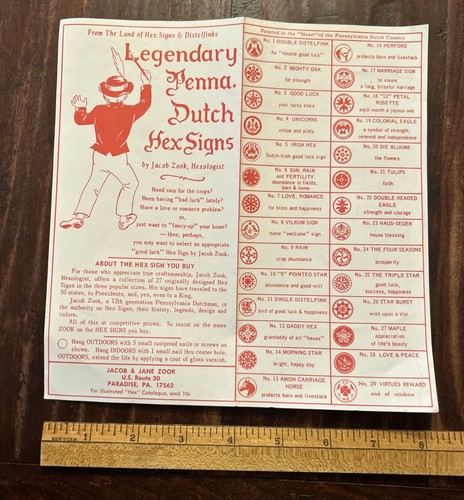 From The Land of Hex Signs & Distelfinks
Legendary
Penna.
Dutch
Hex Signs
by Jacob Zook, Hexologist
Need rain for the crops?
Been having "bad luck" lately?
Have a love or romance problem?
or,
just want to "fancy-up" your home?
— then, perhaps,
you may want to select an appropriate
"good luck" Hex Sign by Jacob Zook.
ABOUT THE HEX SIGN YOU BUY
For those who appreciate true craftsmanship, Jacob Zook,
Hexologist, offers a collection of 27 originally designed Hex
Signs in the three popular sizes. His signs have traveled to the
50 states, to Presidents, and, yes, even to a King.
Jacob Zook, a 12th generation Pennsylvania Dutchman, is
the authority on Hex Signs, their history, legends, design and
colors.
All of this at competitive prices. So insist on the name
ZOOK on the HEX SIGNS you buy.
Hang OUTDOORS with 5 small rustproof nails or screws as
shown. Hang INDOORS with 1 small nail thru center hole.
OUTDOORS, extend the life by applying a coat of gloss varnish.
JACOB & JANE ZOOK
U.S. Route 30
PARADISE, PA. 17562
For Illustrated "Hex" Catalogue, send 10c
Painted in the "Heart" of the Pennsylvania Dutch Country
No. 1 DOUBLE DISTELFINK
for "double good luck"
No. 2 MIGHTY OAK
for strength
No. 3 GOOD LUCK
your lucky stars
No. 4 UNICORNS
virtue and piety
No. 5 IRISH HEX
Dutch-Irish good luck sign
No. 6 SUN, RAIN
and FERTILITY
abundance in fields,
barn & home
No. 7 LOVE, ROMANCE
for bliss and happiness
No. 8 VILKUM SIGN
home "welcome" sign
No. 9 RAIN
crop abundance
No. 10 "8" POINTED STAR
abundance and good will
No. 11 SINGLE DISTELFINK
bird of good luck & happiness
No. 12 DADDY HEX
granddaddy of all "hexes"
No. 14 MORNING STAR
bright, happy day
No. 15 AMISH CARRIAGE
HORSE
protects barn and livestock
No. 16 HERFORD
protects barn and livestock
No. 17 MARRIAGE SIGN
to insure
a long, blissful marriage
No. 18 "12" PETAL
ROSETTE
each month a joyous one
No. 19 COLONIAL EAGLE
a symbol of strength,
renewal and independence
No. 20 DIE BLUUME
the flowers
No. 21 TULIPS
faith
No. 22 DOUBLE HEADED
EAGLE
strength and courage
No. 23 HAUS-SEGEN
house blessing
No. 24 THE FOUR SEASONS
prosperity
No. 25 THE TRIPLE STAR
good luck,
success, happiness
No. 26 STAR BURST
wish upon a star
No. 27 MAPLE
appreciation
of life's beauty
No. 28 LOVE & PEACE
No. 29 VIRTUES REWARD
end of rainbow
1 2 3 4 5 6 7 8